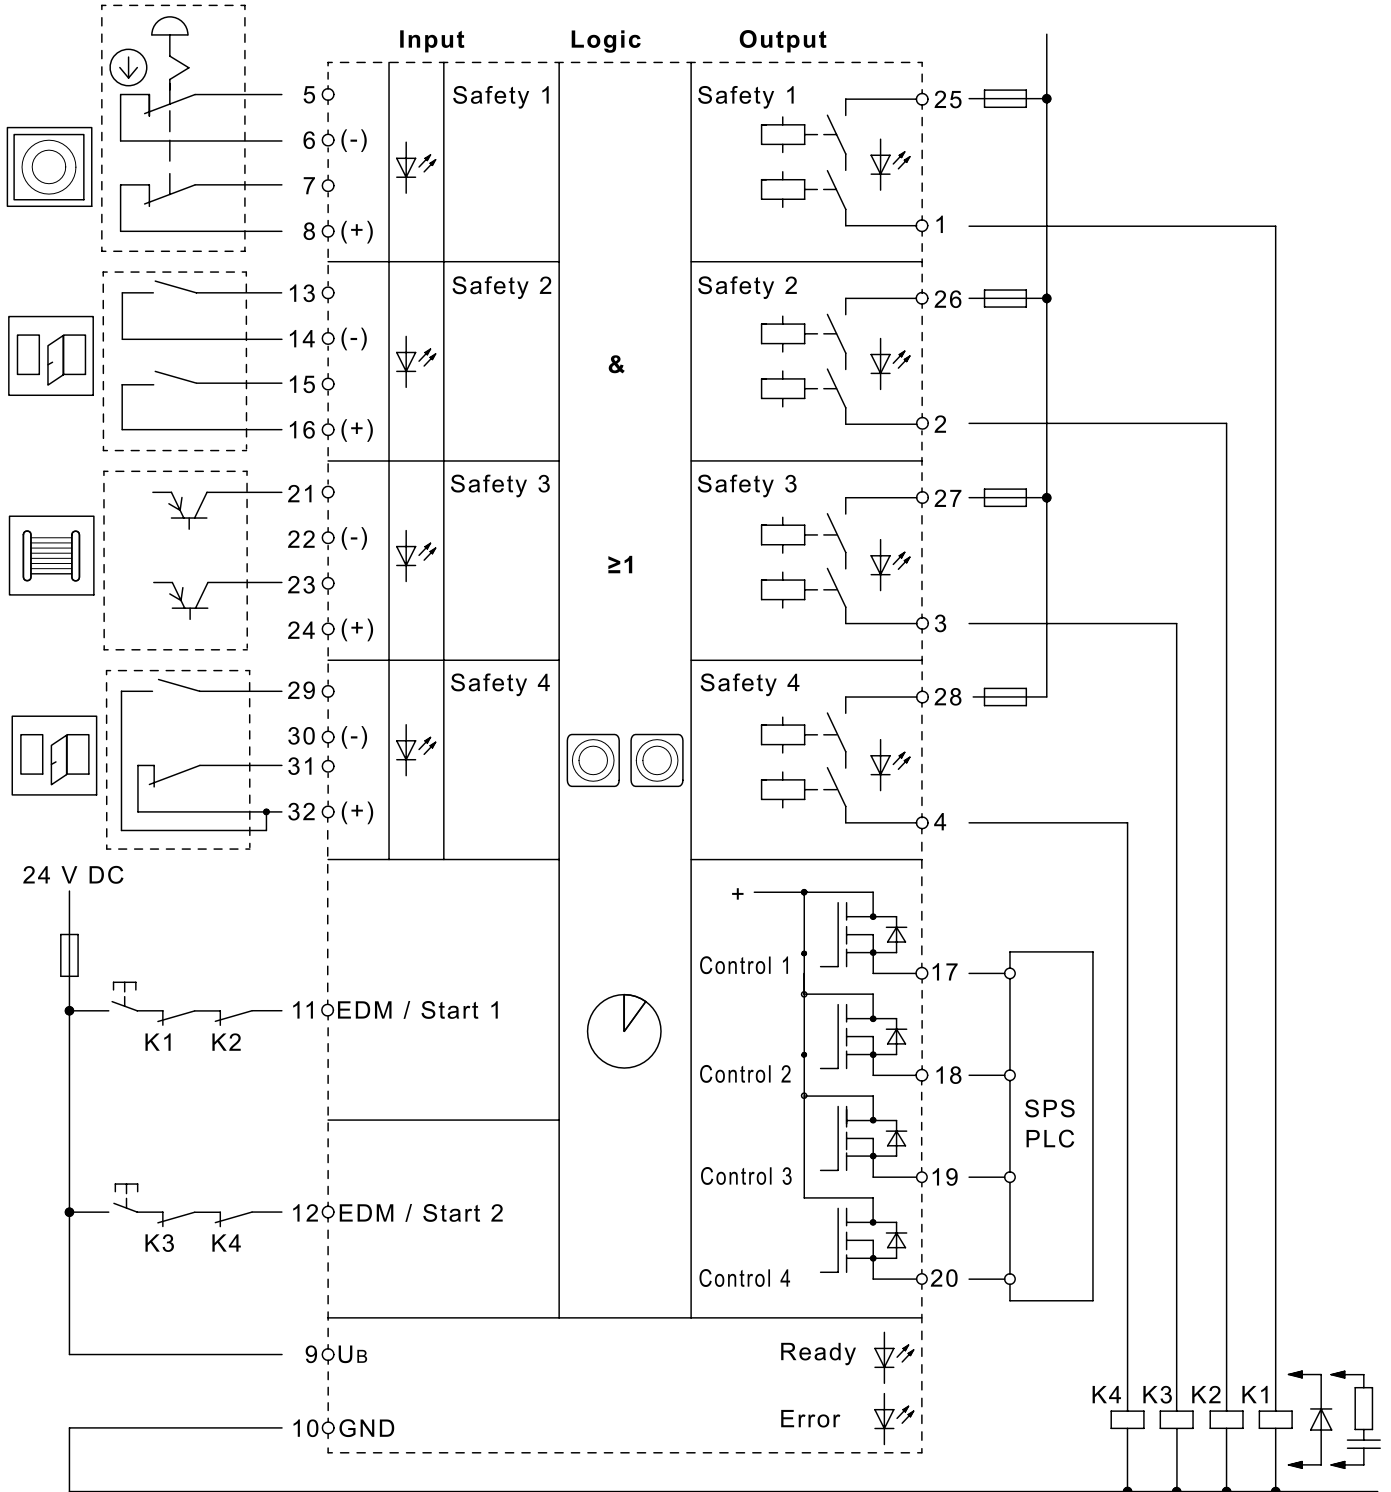 Input Logic Output
5 Safety 1 Safety 1 25
6 (-)
7
8 (+) 1
13 Safety 2 Safety 2 26
14 (-)
&
15
16 (+) 2
21 Safety 3 Safety 3 27
22 (-)
≥1
23
24 (+) 3
29 Safety 4 Safety 4 28
30 (-)
31
32 (+) 4
24 V DC
+
Control 1 17
11 EDM / Start 1
K1 K2
Control 2 18
SPS
PLC
Control 3 19
12 EDM / Start 2
K3 K4
Control 4 20
9 UB Ready
K4 K3 K2 K1
10 GND Error